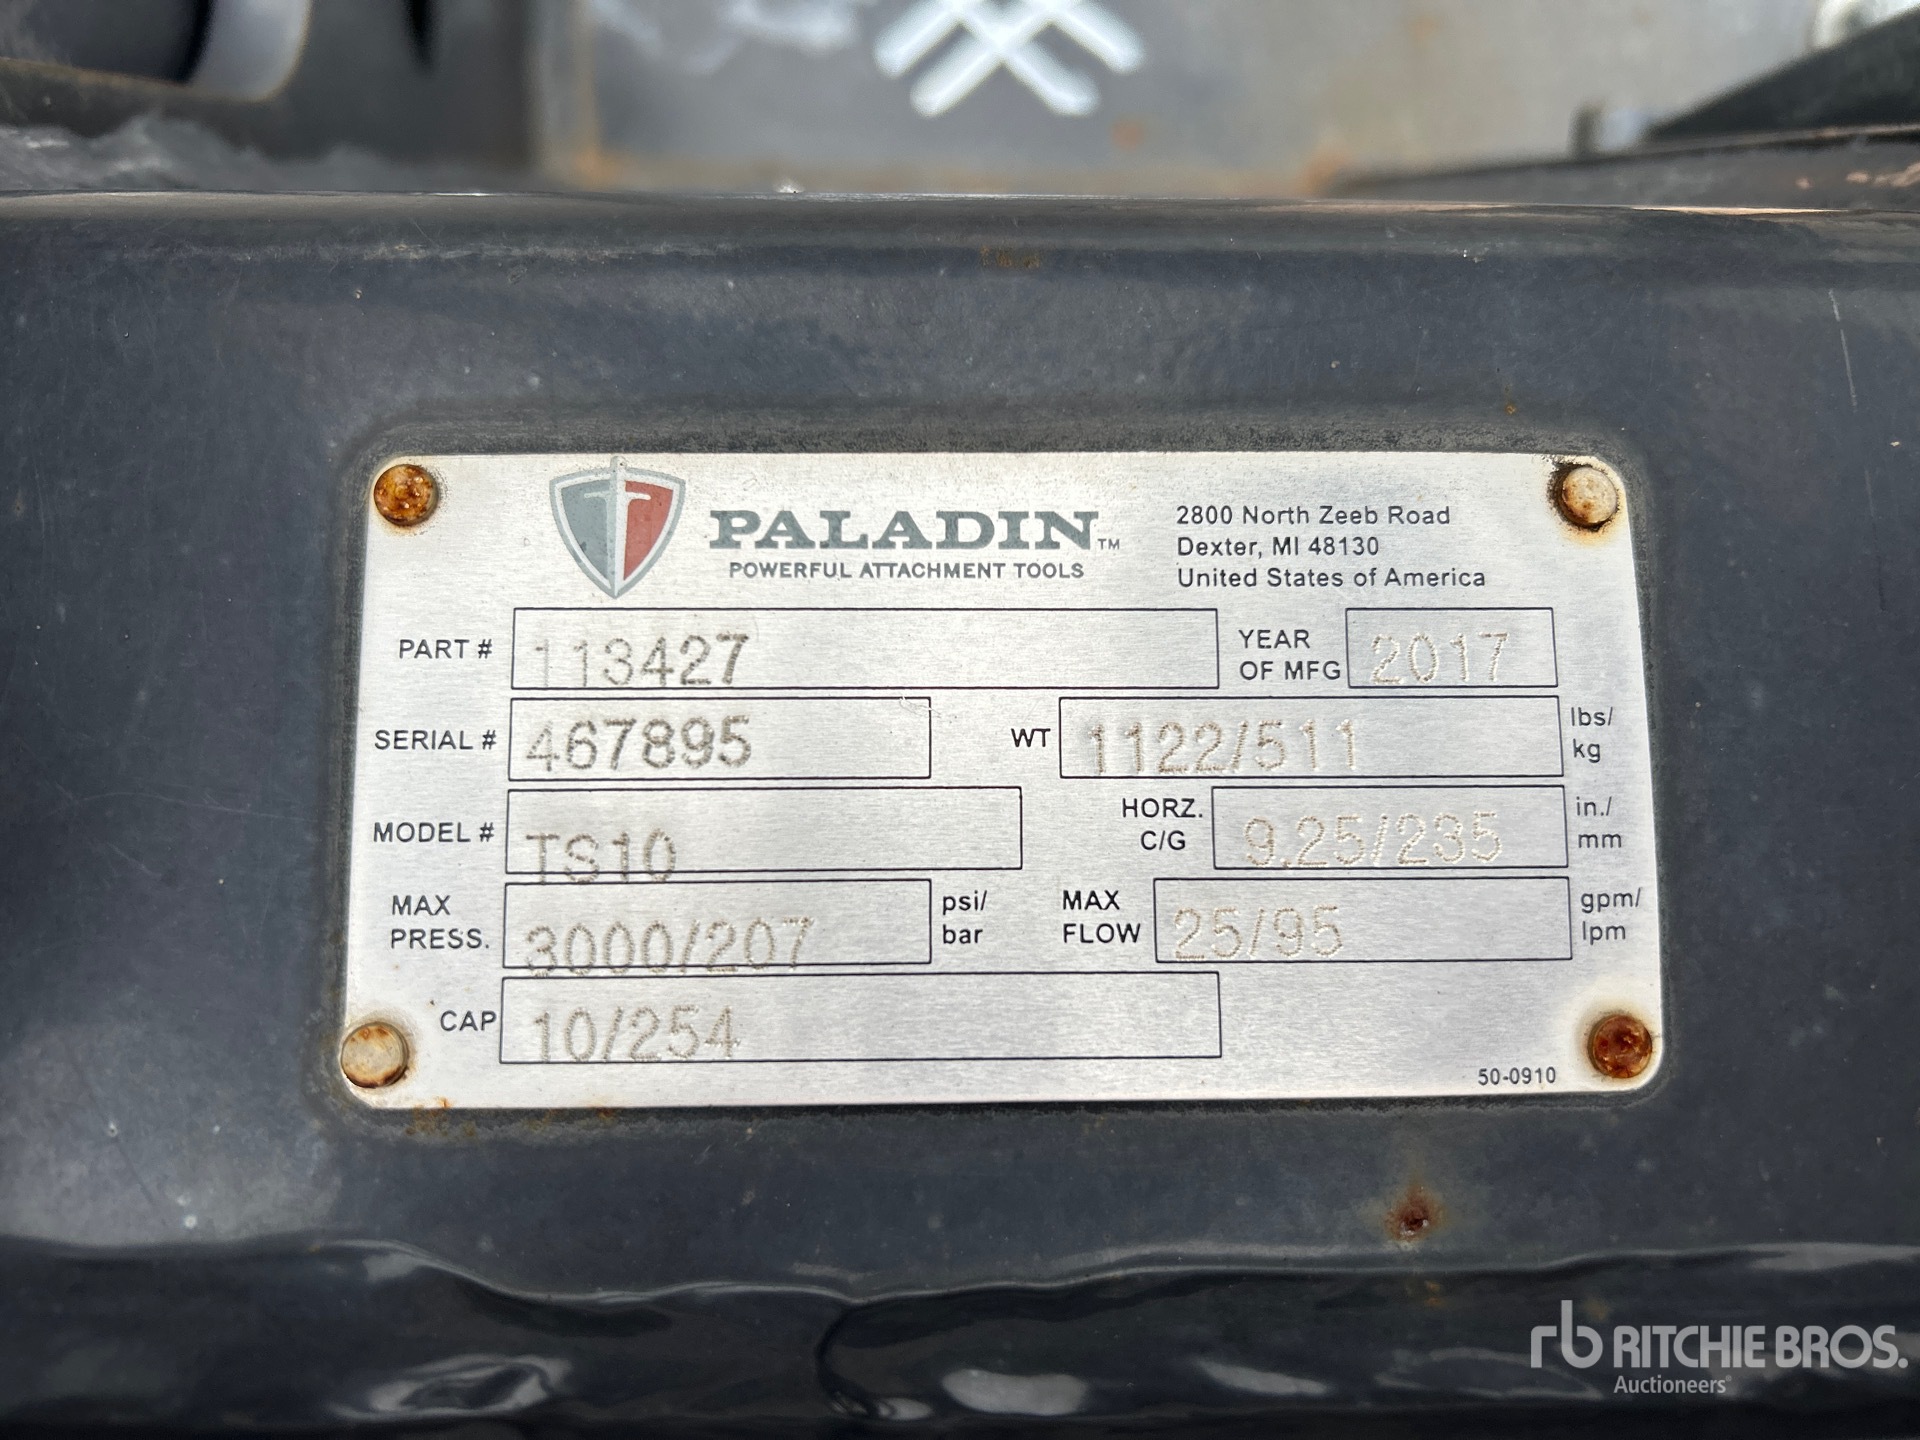 PALADIN™
POWERFUL ATTACHMENT TOOLS
2800 North Zeeb Road
Dexter, MI 48130
United States of America
PART # 113427
YEAR OF MFG 2017
SERIAL # 467895
WT 1122/511 lbs/kg
MODEL # TS10
HORZ. C/G 9.25/235 in./mm
MAX PRESS. 3000/207 psi/bar
MAX FLOW 25/95 gpm/lpm
CAP 10/254
50-0910
rb RITCHIE BROS.
Auctioneers